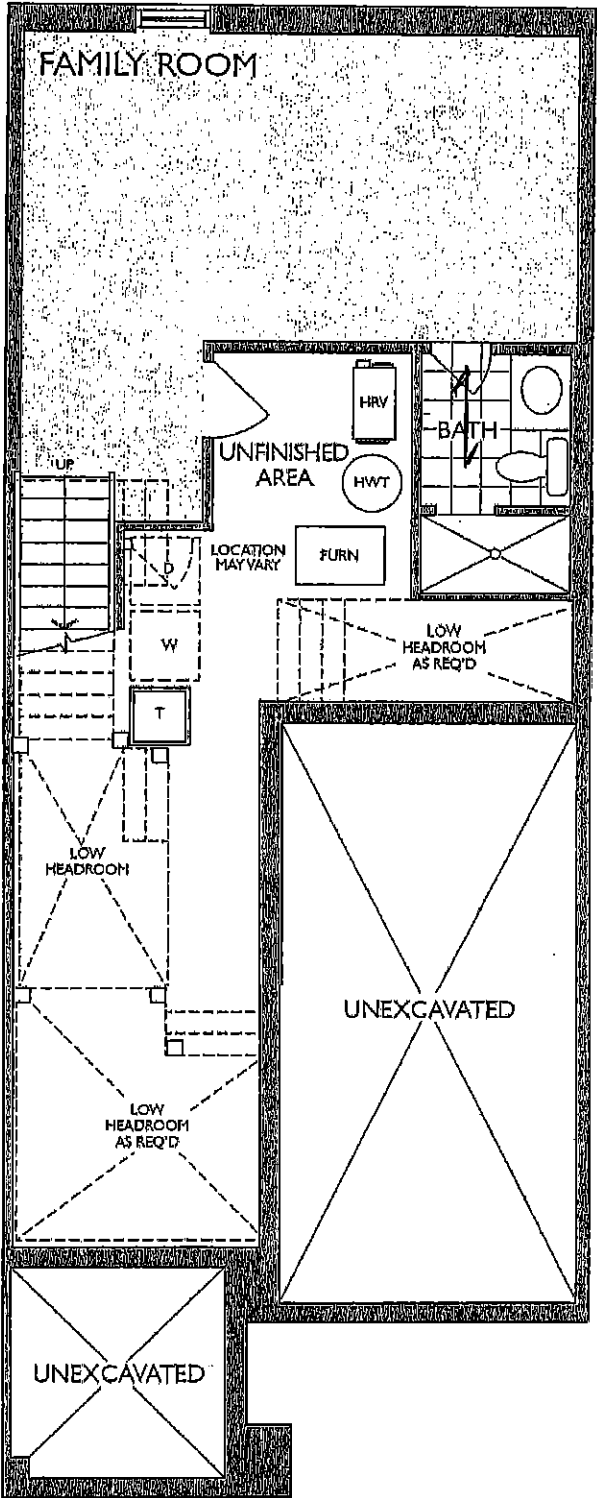 FAMILY ROOM
HRV
BATH
UNFINISHED
AREA
UP
HWT
LOCATION
MAY VARY
FURN
D
W
LOW
HEADROOM
AS REQ'D
T
LOW
HEADROOM
UNEXCAVATED
LOW
HEADROOM
AS REQ'D
UNEXCAVATED